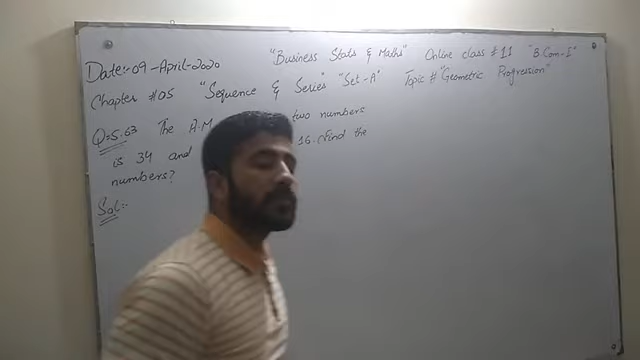 "Business Stats & Maths" Online class # 11 "B.Com-I"
Date:- 09-April-2020
Chapter # 05 "Sequence & Series" "Set-A" Topic # "Geometric Progression"
Q=5.63 The A.M two numbers
is 34 and 16. Find the
numbers?
Sol:-